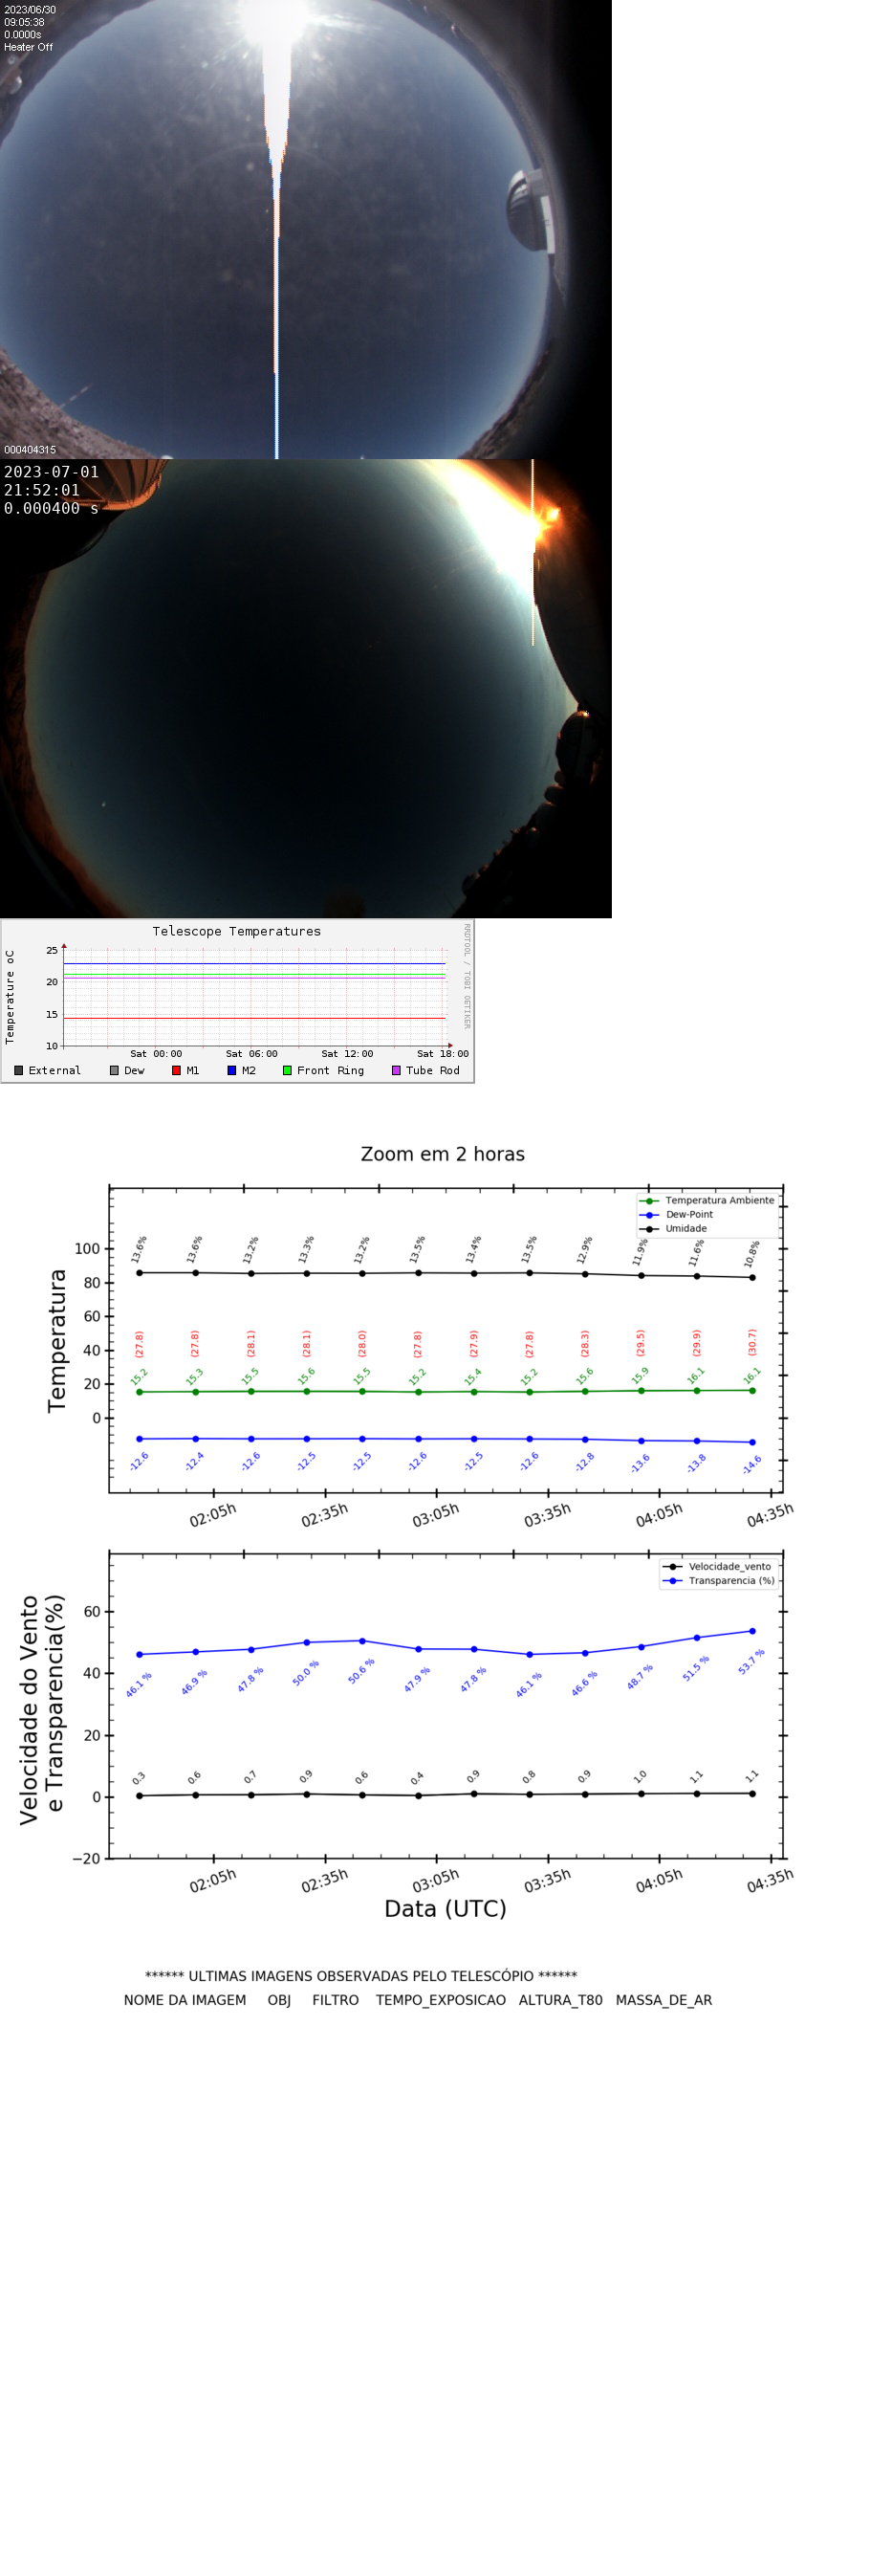 2023/06/30
09:05:38
0.0000s
Heater Off
000404315
2023-07-01
21:52:01
0.000400 s
Telescope Temperatures
RRDTOOL / TOBI OETIKER
Temperature oC
25
20
15
10
Sat 00:00 Sat 06:00 Sat 12:00 Sat 18:00
External Dew M1 M2 Front Ring Tube Rod
Zoom em 2 horas
Temperatura Ambiente
Dew-Point
Umidade
Temperatura
100
80
60
40
20
0
13.6% 13.6% 13.2% 13.3% 13.2% 13.5% 13.4% 13.5% 12.9% 11.9% 11.6% 10.8%
(27.8) (27.8) (28.1) (28.1) (28.0) (27.8) (27.9) (27.8) (28.3) (29.5) (29.9) (30.7)
15.2 15.3 15.5 15.6 15.5 15.2 15.4 15.2 15.6 15.9 16.1 16.1
-12.6 -12.4 -12.6 -12.5 -12.5 -12.6 -12.5 -12.6 -12.8 -13.6 -13.8 -14.6
02:05h 02:35h 03:05h 03:35h 04:05h 04:35h
Velocidade_vento
Transparencia (%)
Velocidade do Vento
e Transparencia(%)
60
40
20
0
−20
46.1 % 46.9 % 47.8 % 50.0 % 50.6 % 47.9 % 47.8 % 46.1 % 46.6 % 48.7 % 51.5 % 53.7 %
0.3 0.6 0.7 0.9 0.6 0.4 0.9 0.8 0.9 1.0 1.1 1.1
02:05h 02:35h 03:05h 03:35h 04:05h 04:35h
Data (UTC)
****** ULTIMAS IMAGENS OBSERVADAS PELO TELESCÓPIO ******
NOME DA IMAGEM OBJ FILTRO TEMPO_EXPOSICAO ALTURA_T80 MASSA_DE_AR